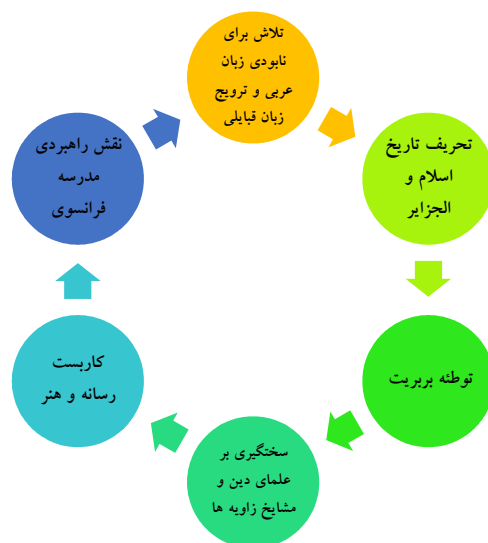 تلاش برای
نابودی زبان
عربی و ترویج
زبان قبایلی
تحریف تاریخ
اسلام و
الجزایر
توطئه بربریت
سختگیری بر
علمای دین و
مشایخ زاویه ها
کاربست
رسانه و هنر
نقش راهبردی
مدرسه
فرانسوی